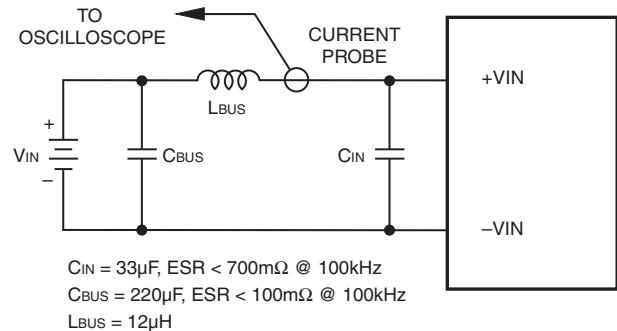 TO
OSCILLOSCOPE
CURRENT
PROBE
+VIN
LBUS
+
VIN
CBUS
CIN
–
–VIN
CIN = 33µF, ESR < 700mΩ @ 100kHz
CBUS = 220µF, ESR < 100mΩ @ 100kHz
LBUS = 12µH